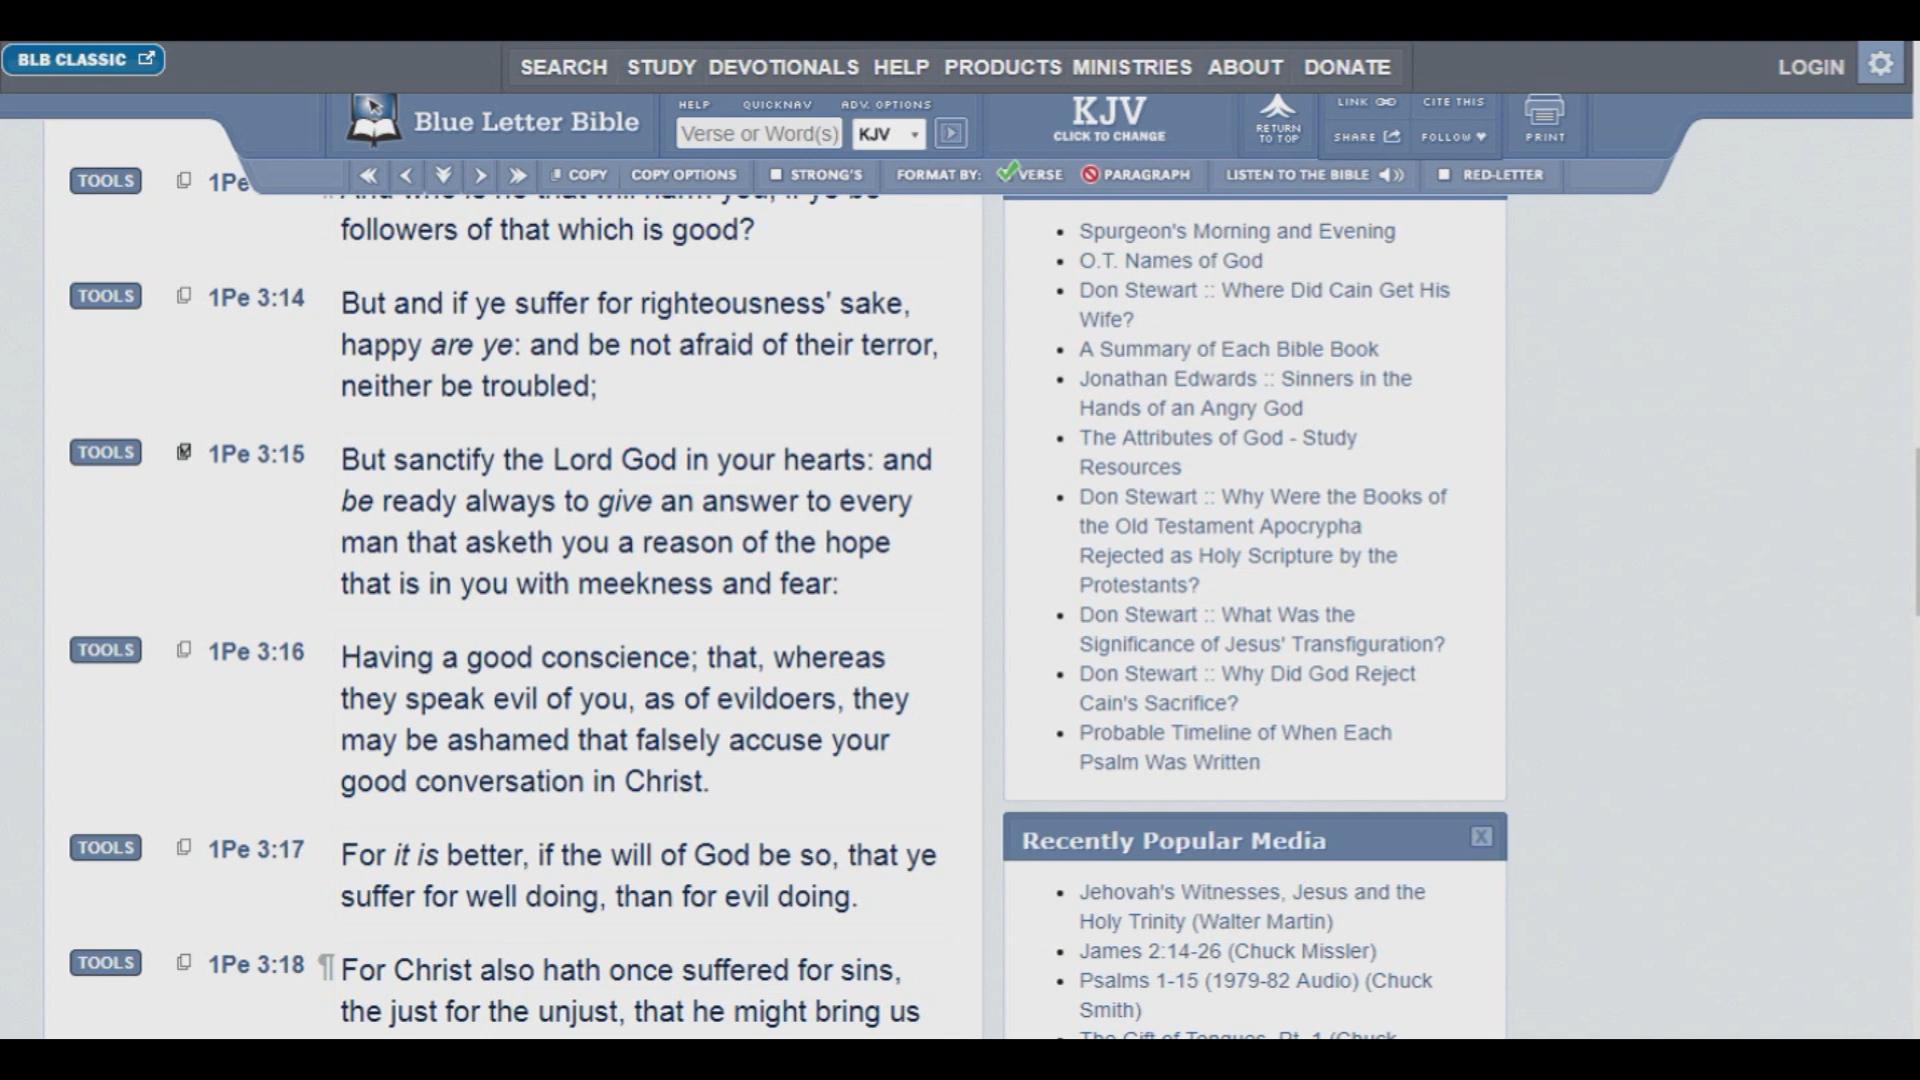 BLB CLASSIC
SEARCH STUDY DEVOTIONALS HELP PRODUCTS MINISTRIES ABOUT DONATE
LOGIN
Blue Letter Bible
HELP QUICKNAV ADV. OPTIONS
Verse or Word(s) KJV
KJV
CLICK TO CHANGE
RETURN
TO TOP
LINK CITE THIS
SHARE FOLLOW
PRINT
COPY COPY OPTIONS STRONG'S FORMAT BY: VERSE PARAGRAPH LISTEN TO THE BIBLE RED-LETTER
TOOLS 1Pe
followers of that which is good?
TOOLS 1Pe 3:14 But and if ye suffer for righteousness' sake,
happy are ye: and be not afraid of their terror,
neither be troubled;
TOOLS 1Pe 3:15 But sanctify the Lord God in your hearts: and
be ready always to give an answer to every
man that asketh you a reason of the hope
that is in you with meekness and fear:
TOOLS 1Pe 3:16 Having a good conscience; that, whereas
they speak evil of you, as of evildoers, they
may be ashamed that falsely accuse your
good conversation in Christ.
TOOLS 1Pe 3:17 For it is better, if the will of God be so, that ye
suffer for well doing, than for evil doing.
TOOLS 1Pe 3:18 ¶ For Christ also hath once suffered for sins,
the just for the unjust, that he might bring us
• Spurgeon's Morning and Evening
• O.T. Names of God
• Don Stewart :: Where Did Cain Get His
Wife?
• A Summary of Each Bible Book
• Jonathan Edwards :: Sinners in the
Hands of an Angry God
• The Attributes of God - Study
Resources
• Don Stewart :: Why Were the Books of
the Old Testament Apocrypha
Rejected as Holy Scripture by the
Protestants?
• Don Stewart :: What Was the
Significance of Jesus' Transfiguration?
• Don Stewart :: Why Did God Reject
Cain's Sacrifice?
• Probable Timeline of When Each
Psalm Was Written
Recently Popular Media X
• Jehovah's Witnesses, Jesus and the
Holy Trinity (Walter Martin)
• James 2:14-26 (Chuck Missler)
• Psalms 1-15 (1979-82 Audio) (Chuck
Smith)